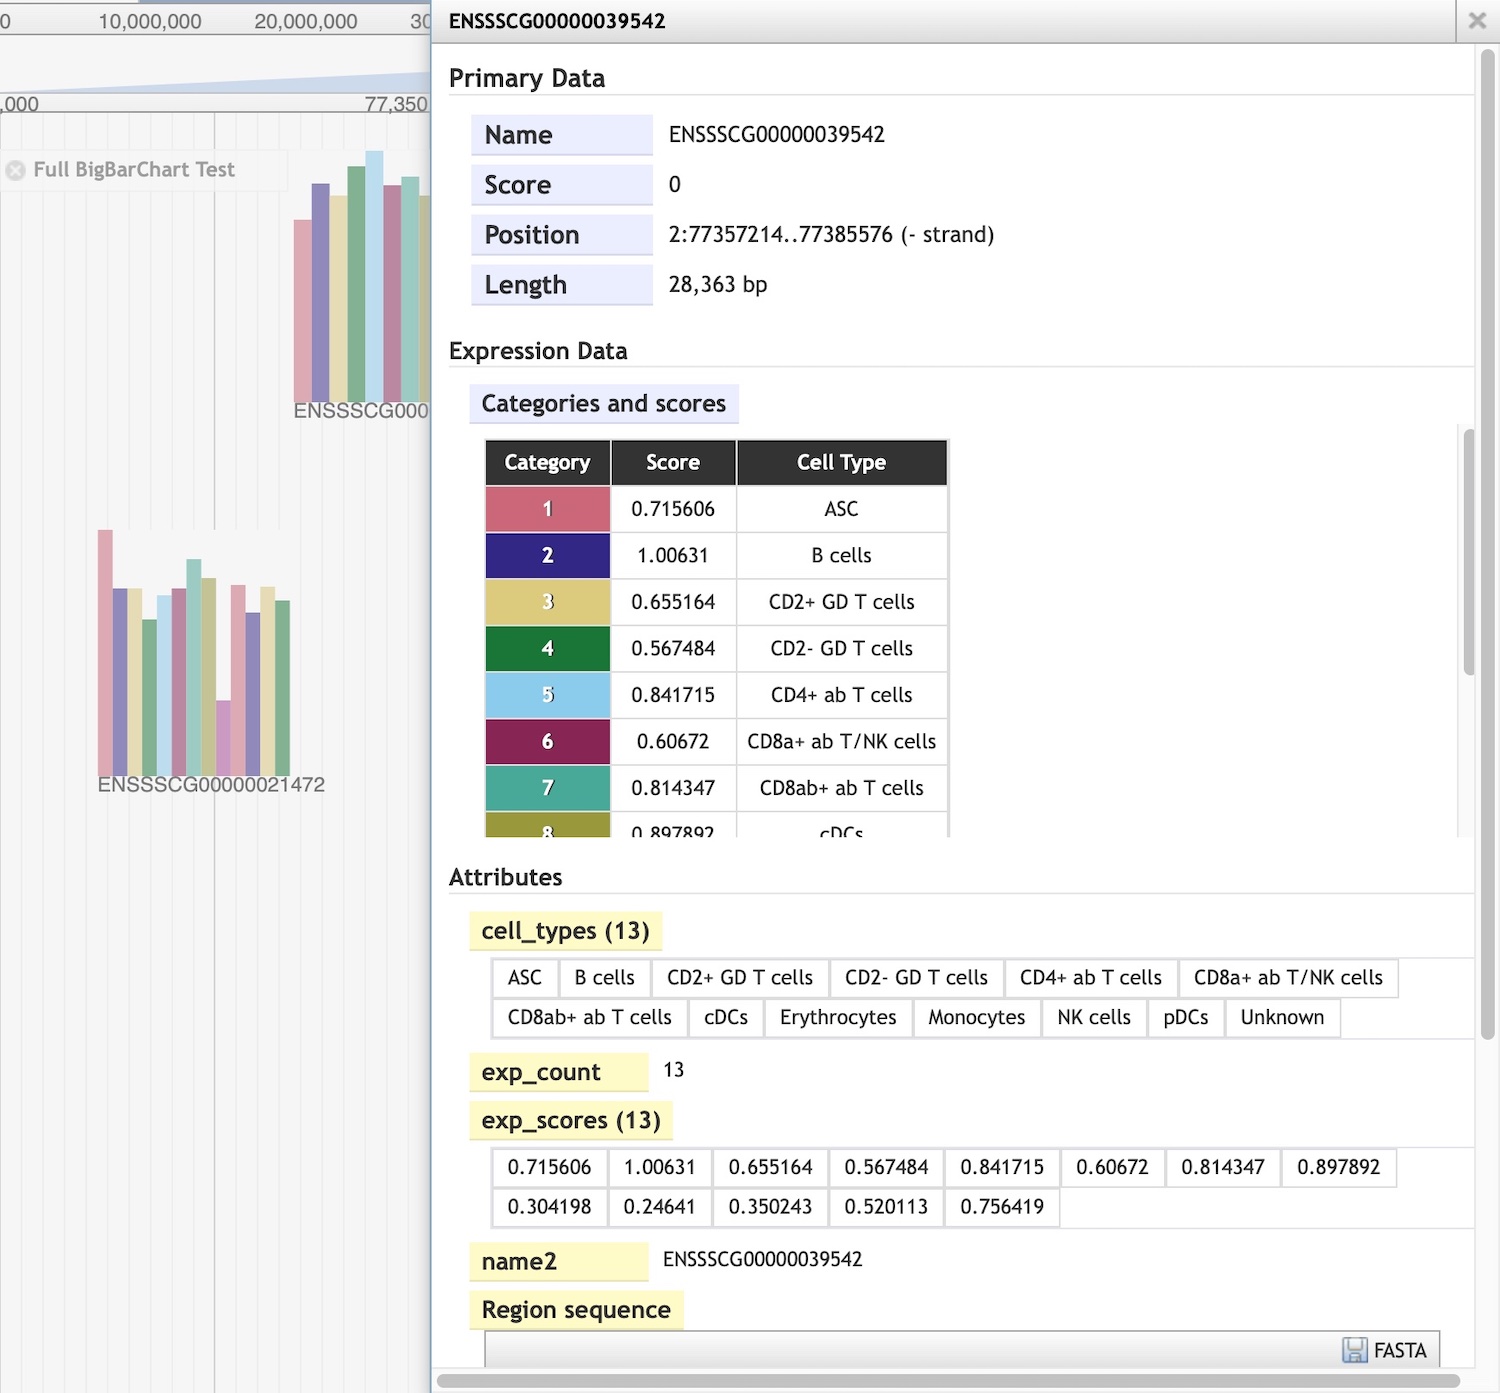 0 10,000,000 20,000,000 30
,000 77,350
Full BigBarChart Test
ENSSSCG000
ENSSSCG00000021472
ENSSSCG00000039542
Primary Data
Name ENSSSCG00000039542
Score 0
Position 2:77357214..77385576 (- strand)
Length 28,363 bp
Expression Data
Categories and scores
Category Score Cell Type
1 0.715606 ASC
2 1.00631 B cells
3 0.655164 CD2+ GD T cells
4 0.567484 CD2- GD T cells
5 0.841715 CD4+ ab T cells
6 0.60672 CD8a+ ab T/NK cells
7 0.814347 CD8ab+ ab T cells
8 0.897892 cDCs
Attributes
cell_types (13)
ASC B cells CD2+ GD T cells CD2- GD T cells CD4+ ab T cells CD8a+ ab T/NK cells
CD8ab+ ab T cells cDCs Erythrocytes Monocytes NK cells pDCs Unknown
exp_count 13
exp_scores (13)
0.715606 1.00631 0.655164 0.567484 0.841715 0.60672 0.814347 0.897892
0.304198 0.24641 0.350243 0.520113 0.756419
name2 ENSSSCG00000039542
Region sequence
FASTA